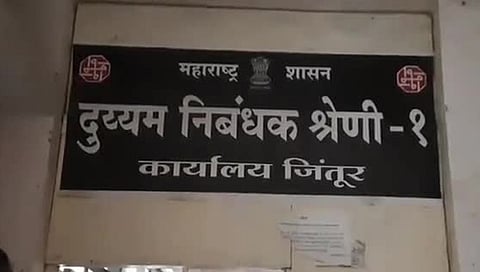 महाराष्ट्र शासन
दुय्यम निबंधक श्रेणी-१
कार्यालय जिंतूर